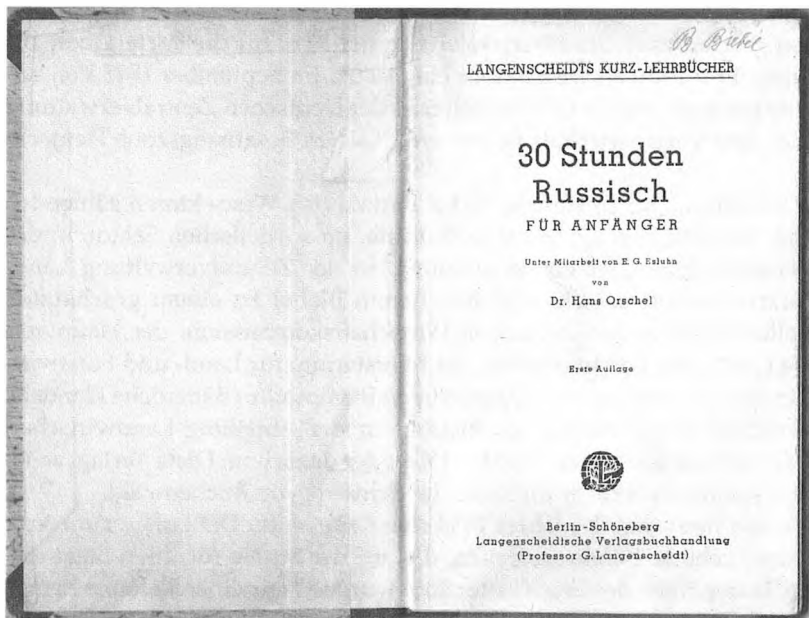 LANGENSCHEIDTS KURZ-LEHRBÜCHER
30 Stunden
Russisch
FÜR ANFÄNGER
Unter Mitarbeit von E. G. Esluhn
von
Dr. Hans Orschel
Erste Auflage
Berlin-Schöneberg
Langenscheidtsche Verlagsbuchhandlung
(Professor G. Langenscheidt)